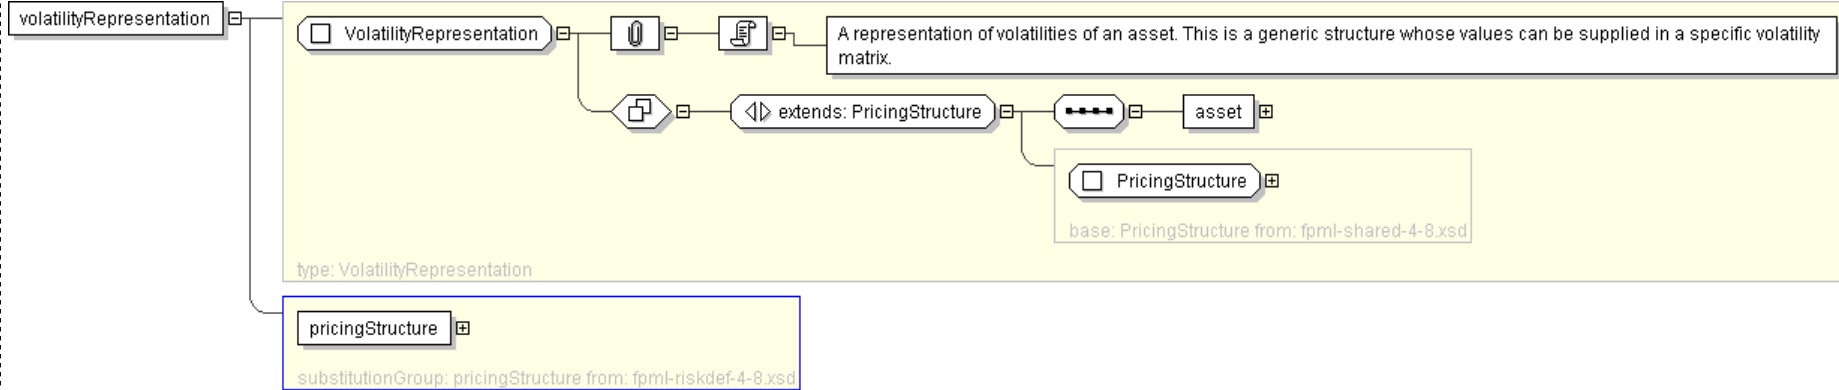 volatilityRepresentation
VolatilityRepresentation
A representation of volatilities of an asset. This is a generic structure whose values can be supplied in a specific volatility
matrix.
extends: PricingStructure
asset
PricingStructure
base: PricingStructure from: fpml-shared-4-8.xsd
type: VolatilityRepresentation
pricingStructure
substitutionGroup: pricingStructure from: fpml-riskdef-4-8.xsd